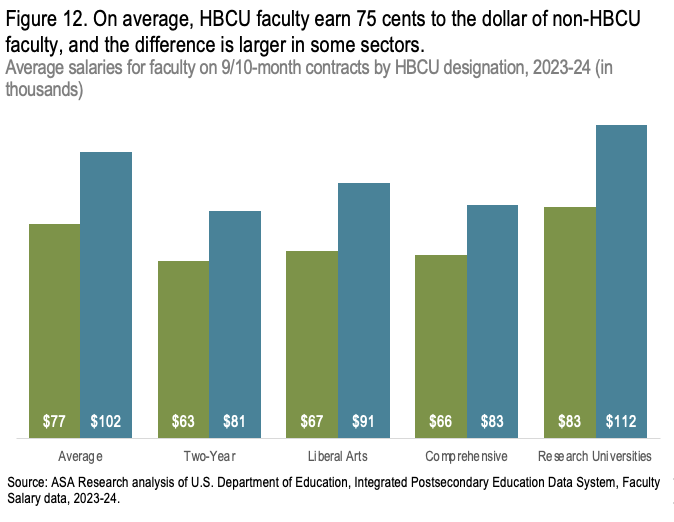 Figure 12. On average, HBCU faculty earn 75 cents to the dollar of non-HBCU
faculty, and the difference is larger in some sectors.
Average salaries for faculty on 9/10-month contracts by HBCU designation, 2023-24 (in
thousands)
$77 $102 $63 $81 $67 $91 $66 $83 $83 $112
Average Two-Year Liberal Arts Comprehensive Research Universities
Source: ASA Research analysis of U.S. Department of Education, Integrated Postsecondary Education Data System, Faculty
Salary data, 2023-24.